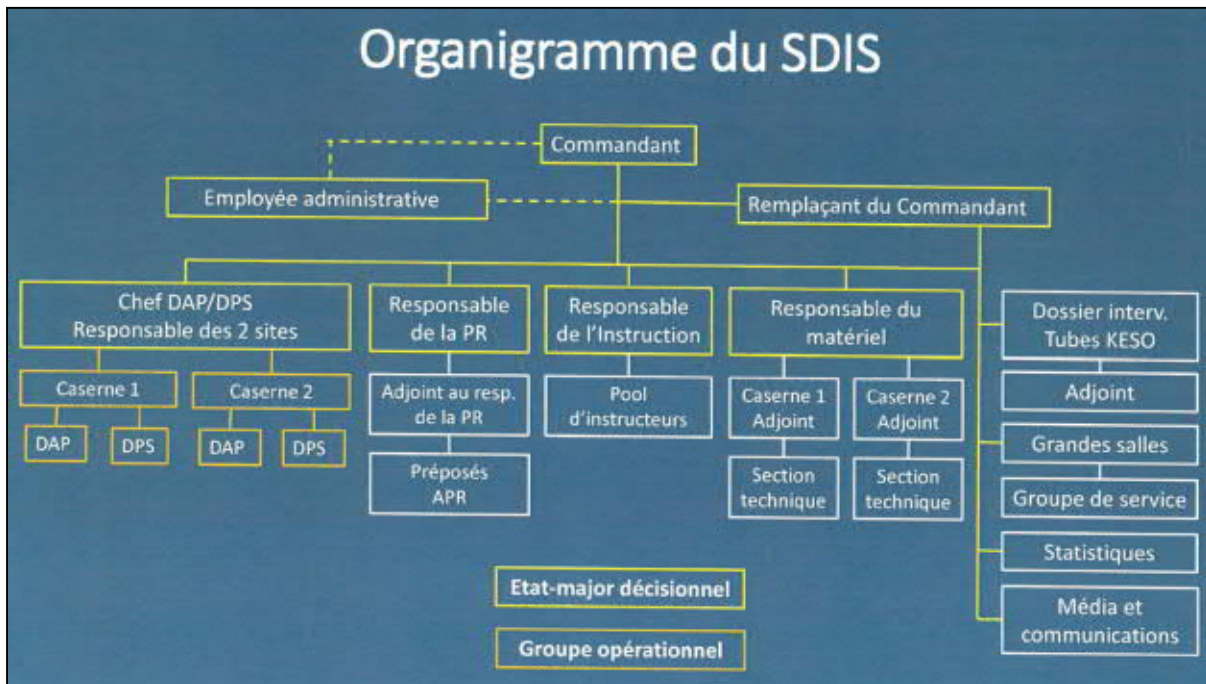 Organigramme du SDIS
Commandant
Employée administrative
Remplaçant du Commandant
Chef DAP/DPS
Responsable des 2 sites
Responsable
de la PR
Responsable
de l'Instruction
Responsable du
matériel
Dossier interv.
Tubes KESO
Caserne 1
Caserne 2
Adjoint au resp.
de la PR
Pool
d'instructeurs
Caserne 1
Adjoint
Caserne 2
Adjoint
Adjoint
DAP
DPS
DAP
DPS
Grandes salles
Préposés
APR
Section
technique
Section
technique
Groupe de service
Statistiques
Etat-major décisionnel
Média et
communications
Groupe opérationnel